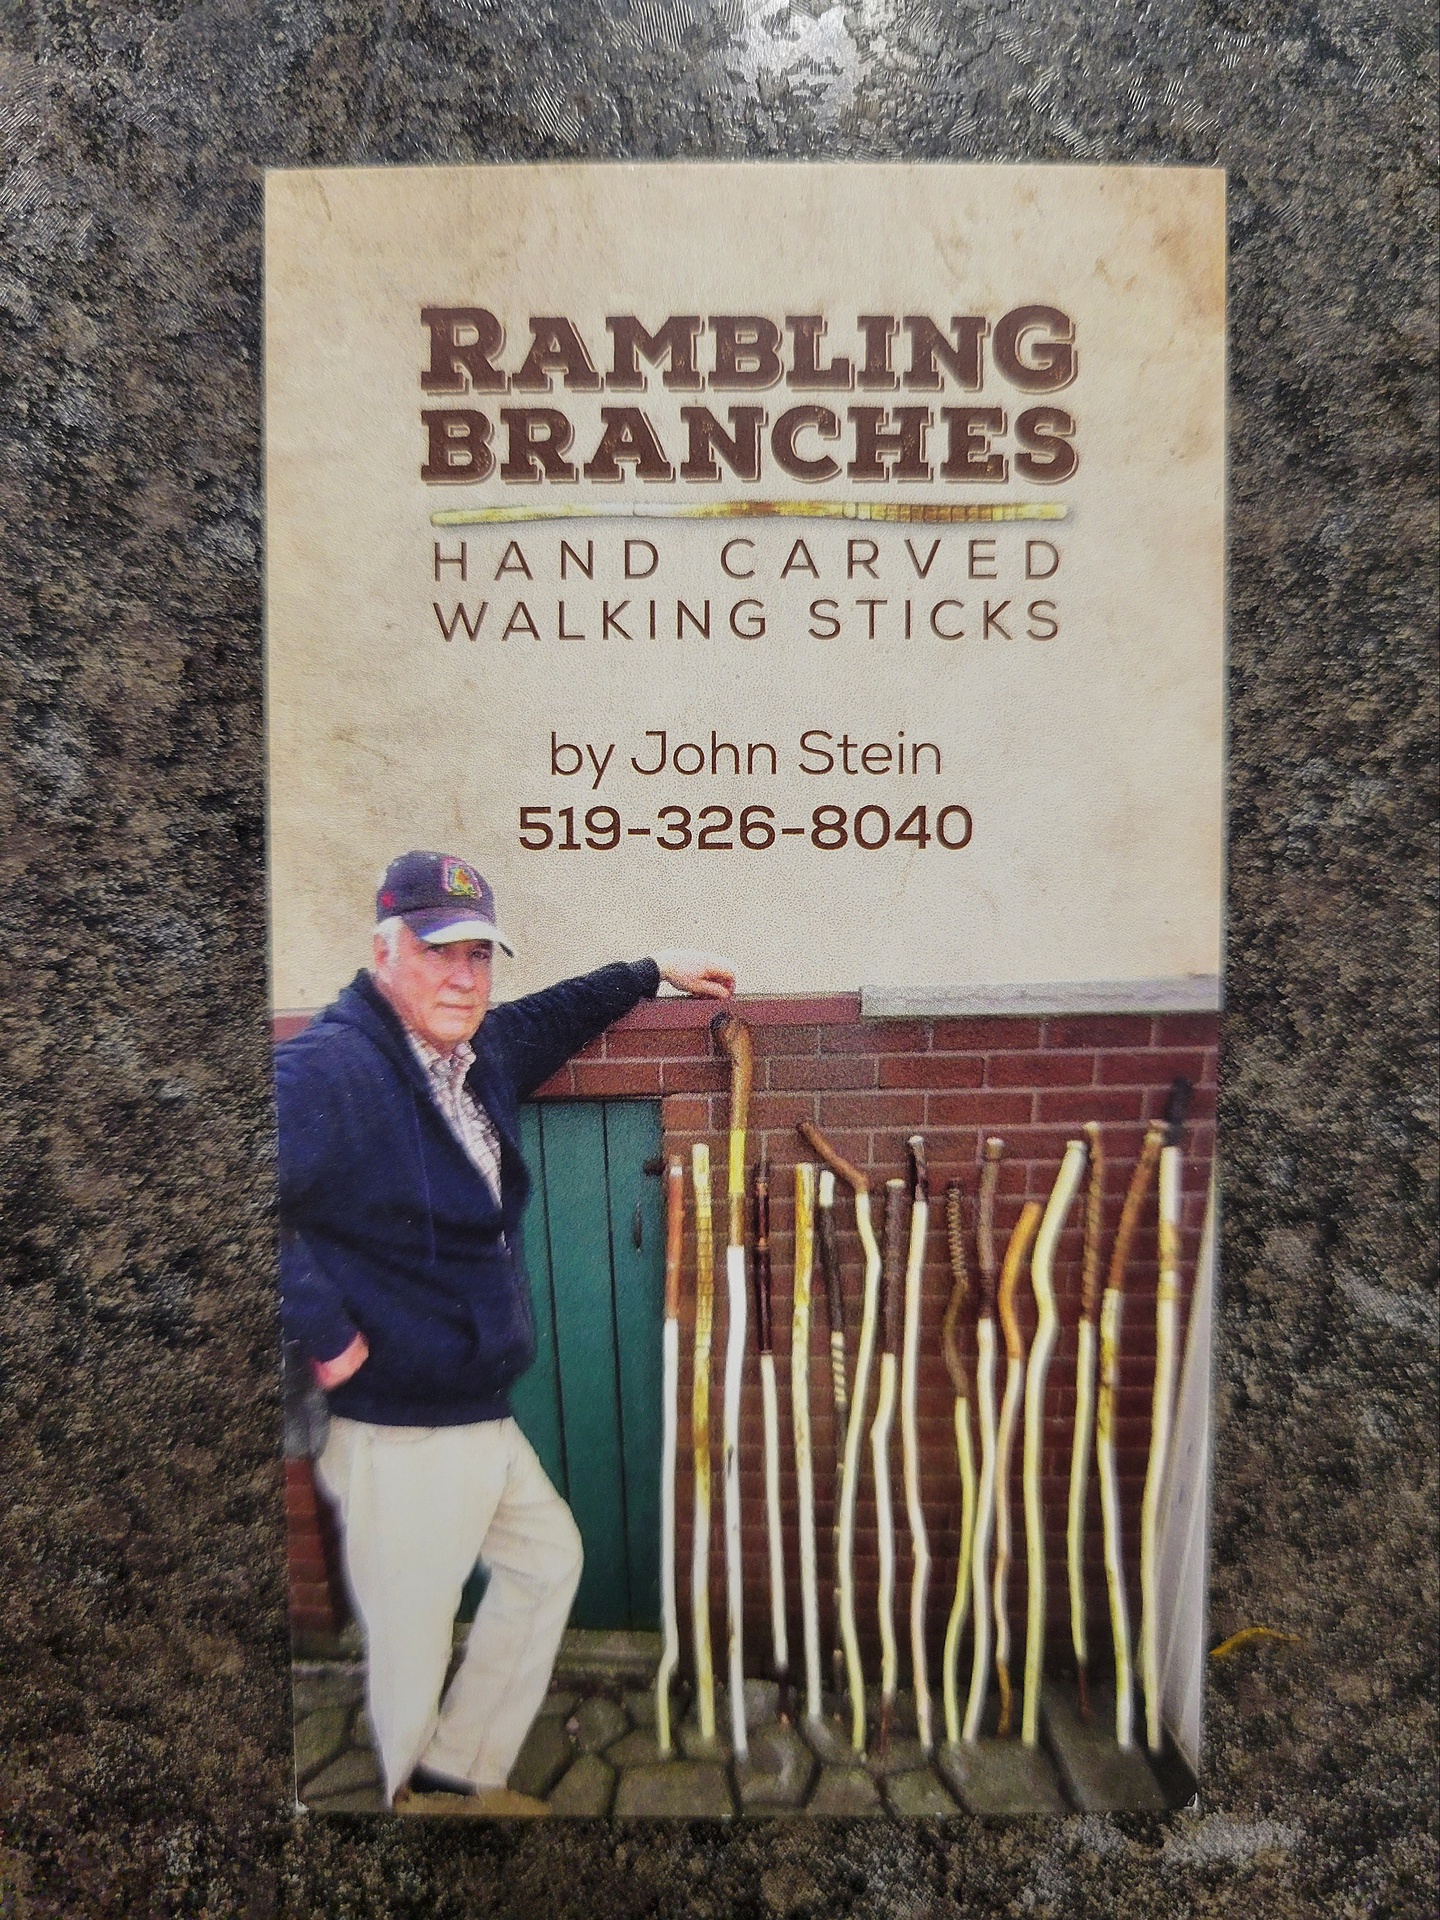 RAMBLING
BRANCHES
HAND CARVED
WALKING STICKS
by John Stein
519-326-8040